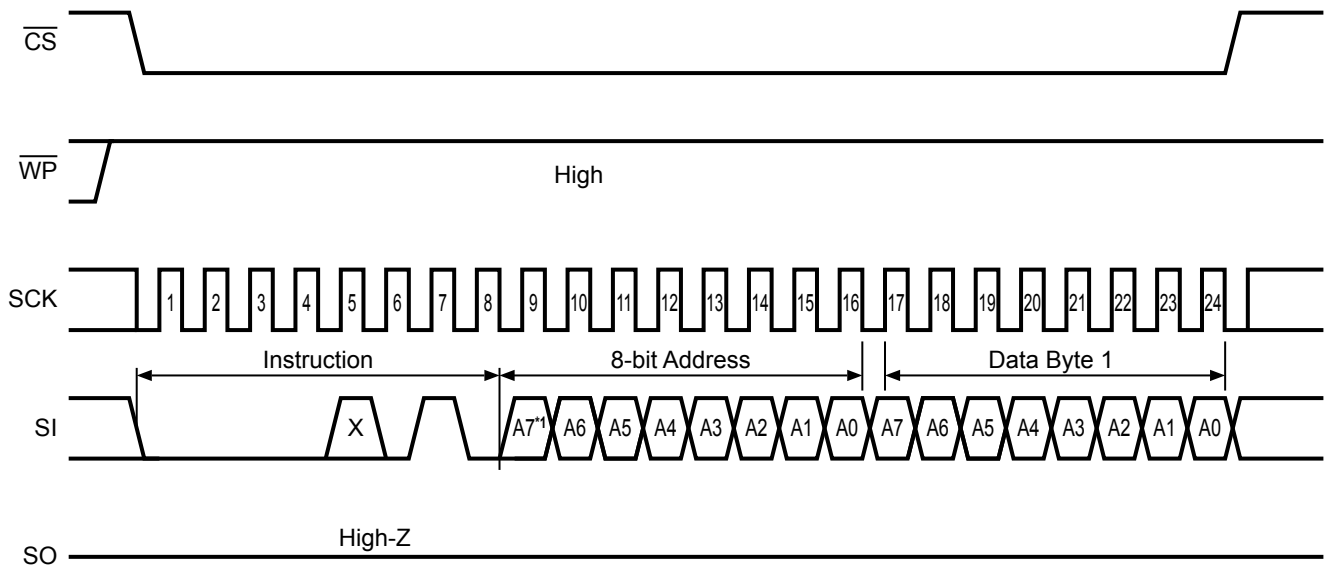 C̅S̅
W̅P̅
High
SCK
1 2 3 4 5 6 7 8 9 10 11 12 13 14 15 16 17 18 19 20 21 22 23 24
Instruction 8-bit Address Data Byte 1
SI
X A7*1 A6 A5 A4 A3 A2 A1 A0 A7 A6 A5 A4 A3 A2 A1 A0
High-Z
SO